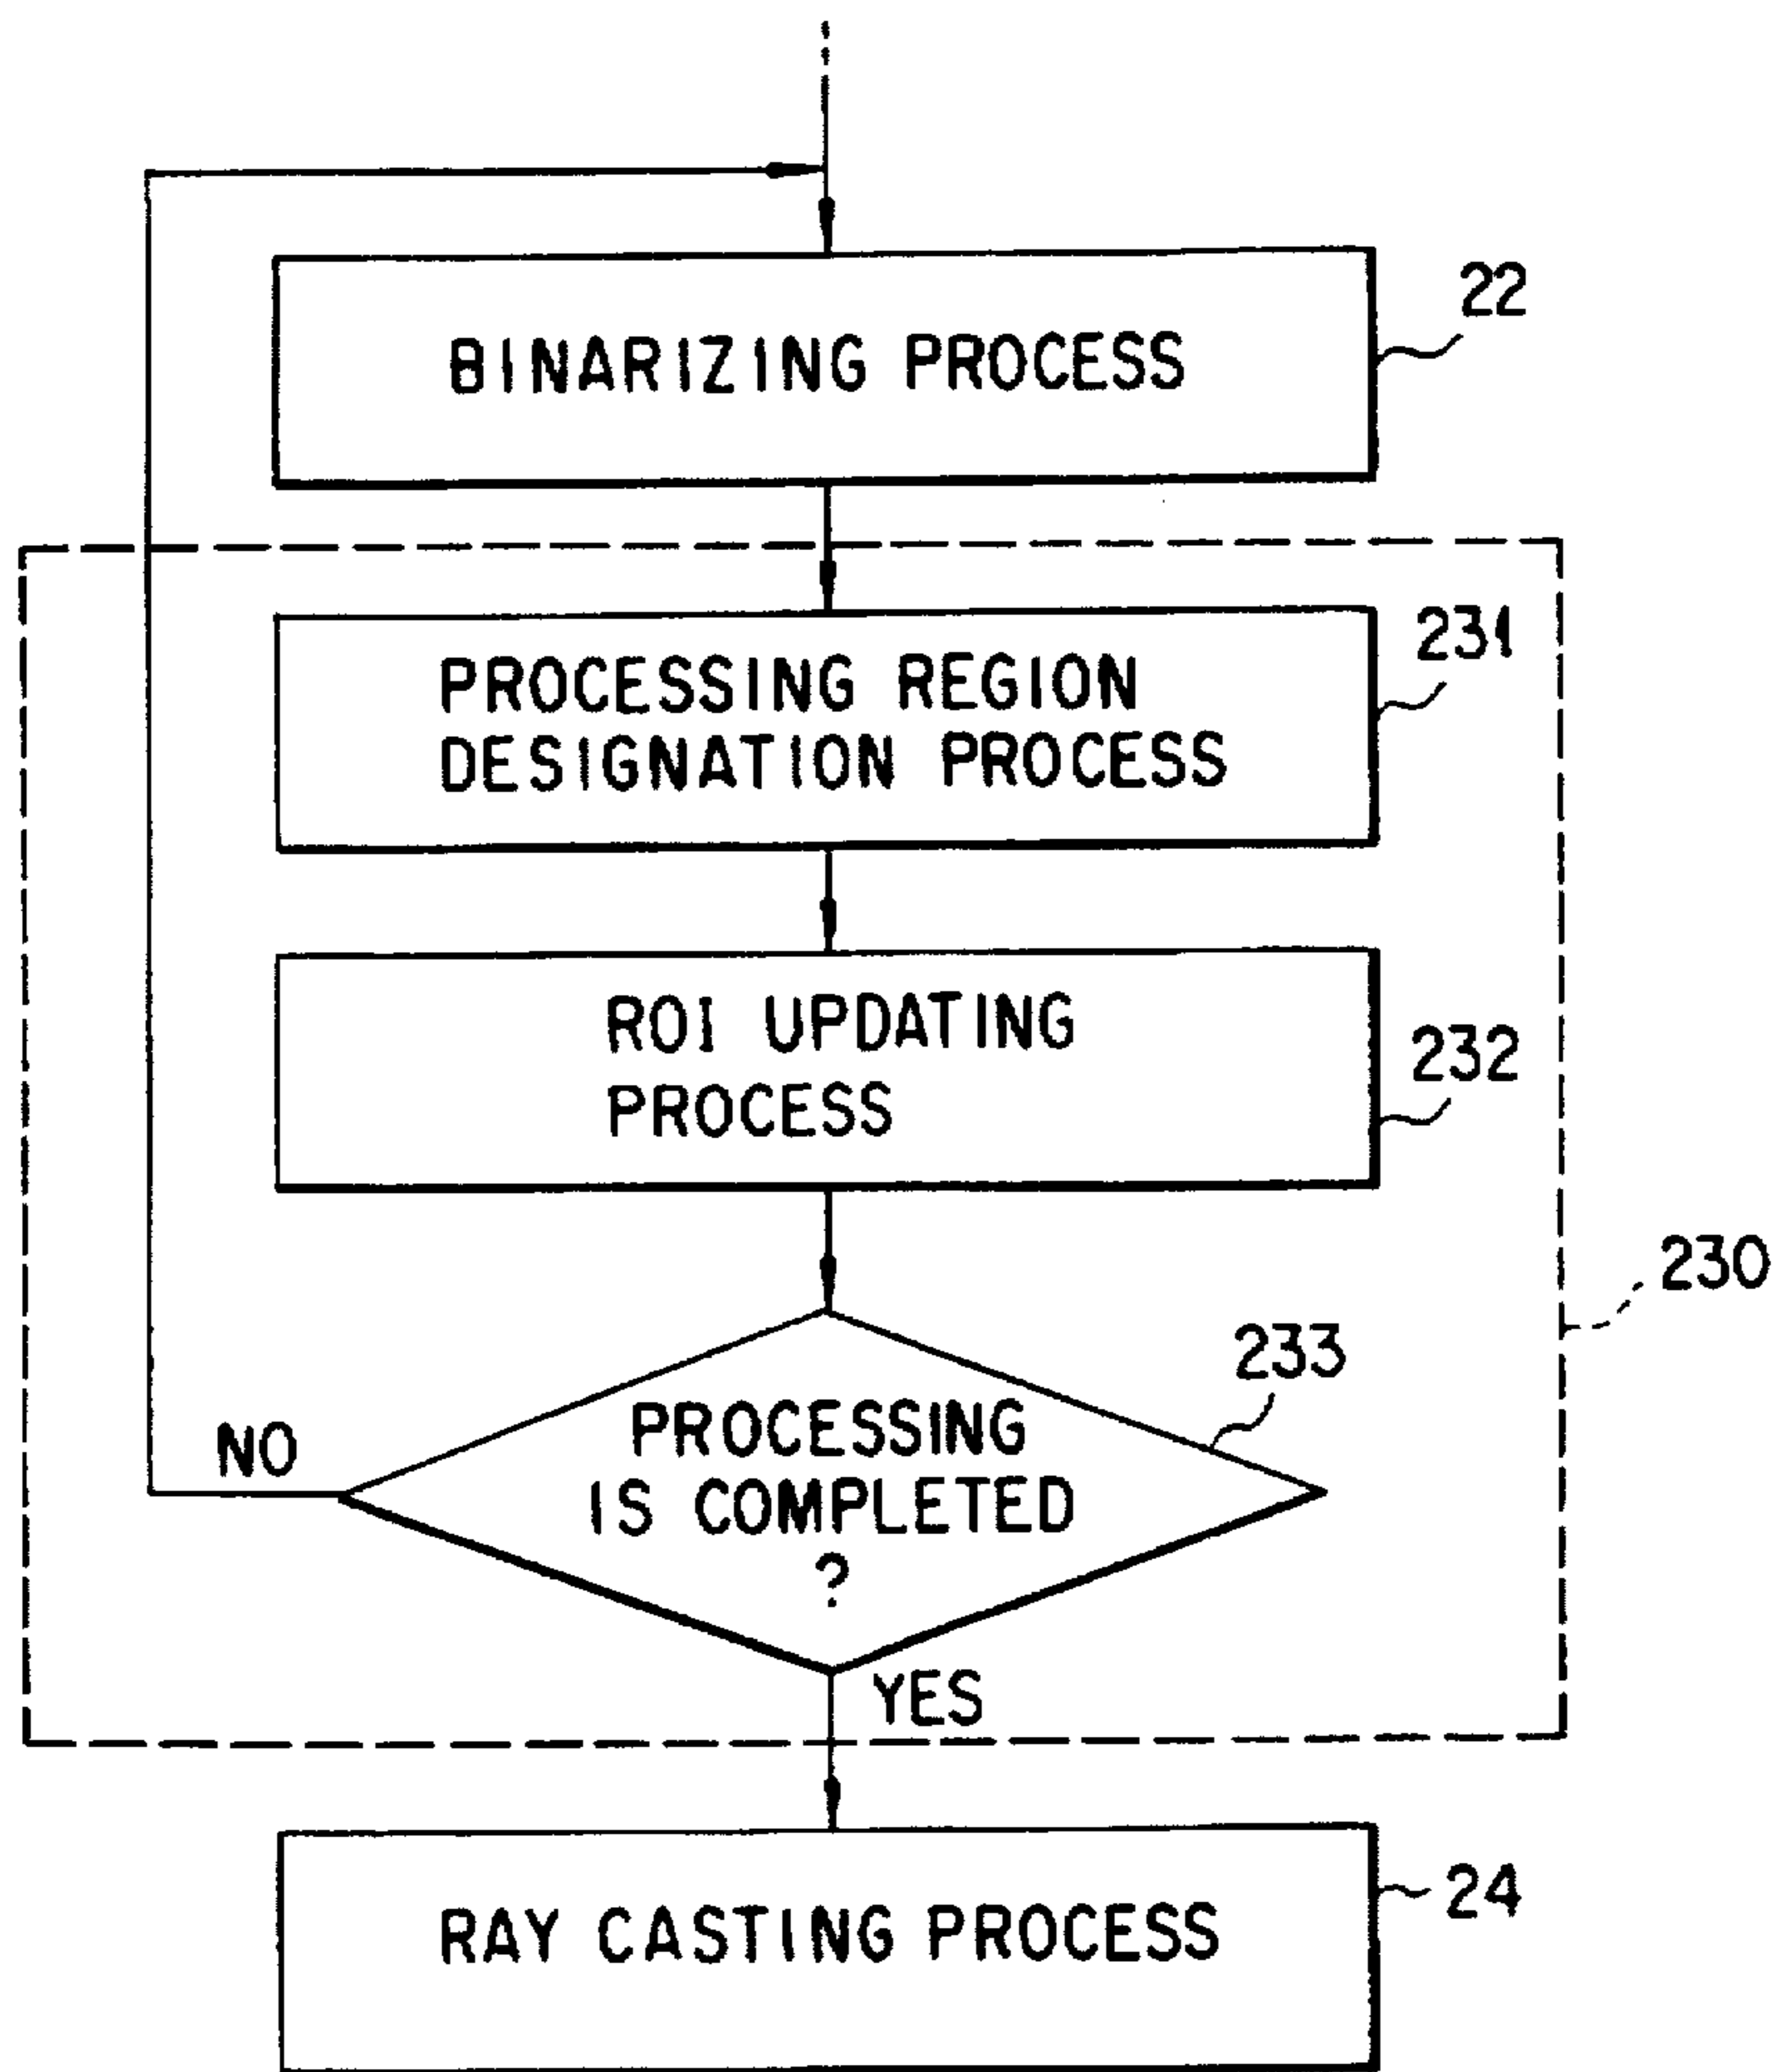 22
BINARIZING PROCESS
231
PROCESSING REGION
DESIGNATION PROCESS
ROI UPDATING
PROCESS
232
230
233
PROCESSING
IS COMPLETED
?
NO
YES
24
RAY CASTING PROCESS